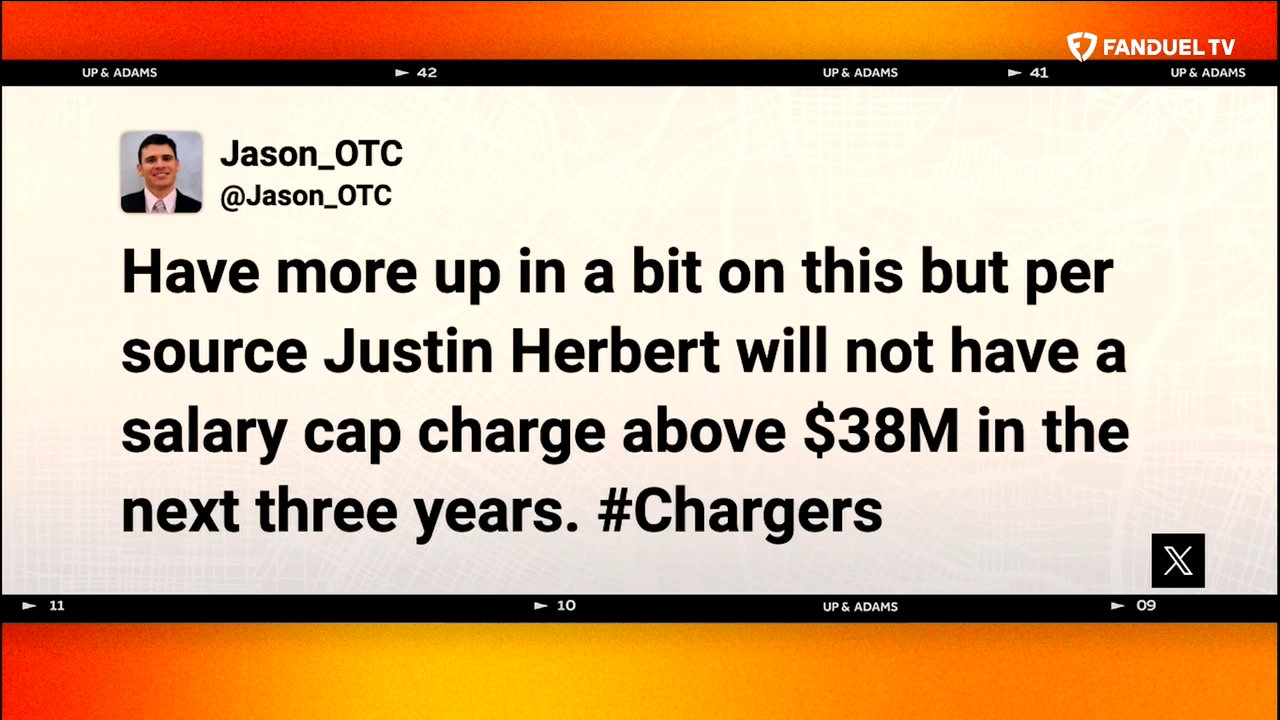 FANDUEL TV
UP & ADAMS 42 UP & ADAMS 41 UP & ADAMS
Jason_OTC
@Jason_OTC
Have more up in a bit on this but per
source Justin Herbert will not have a
salary cap charge above $38M in the
next three years. #Chargers
11 10 UP & ADAMS 09